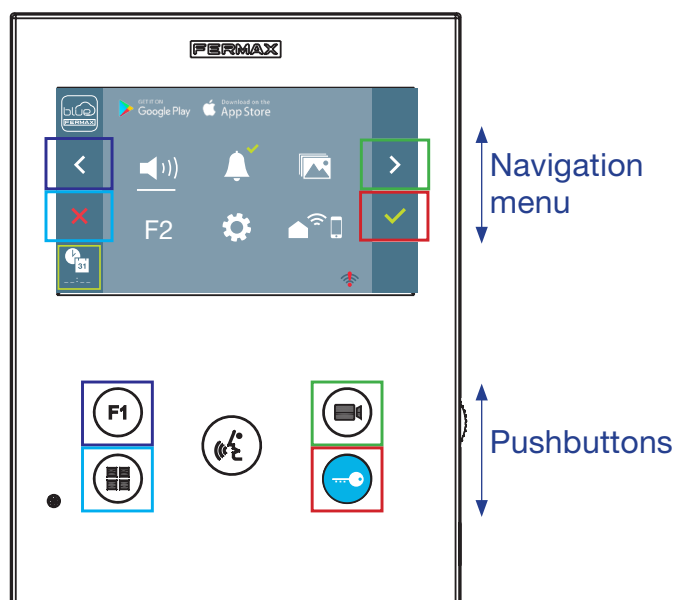 FERMAX
blue
FERMAX
GET IT ON
Google Play
Download on the
App Store
F2
31
--:--
Navigation
menu
F1
Pushbuttons